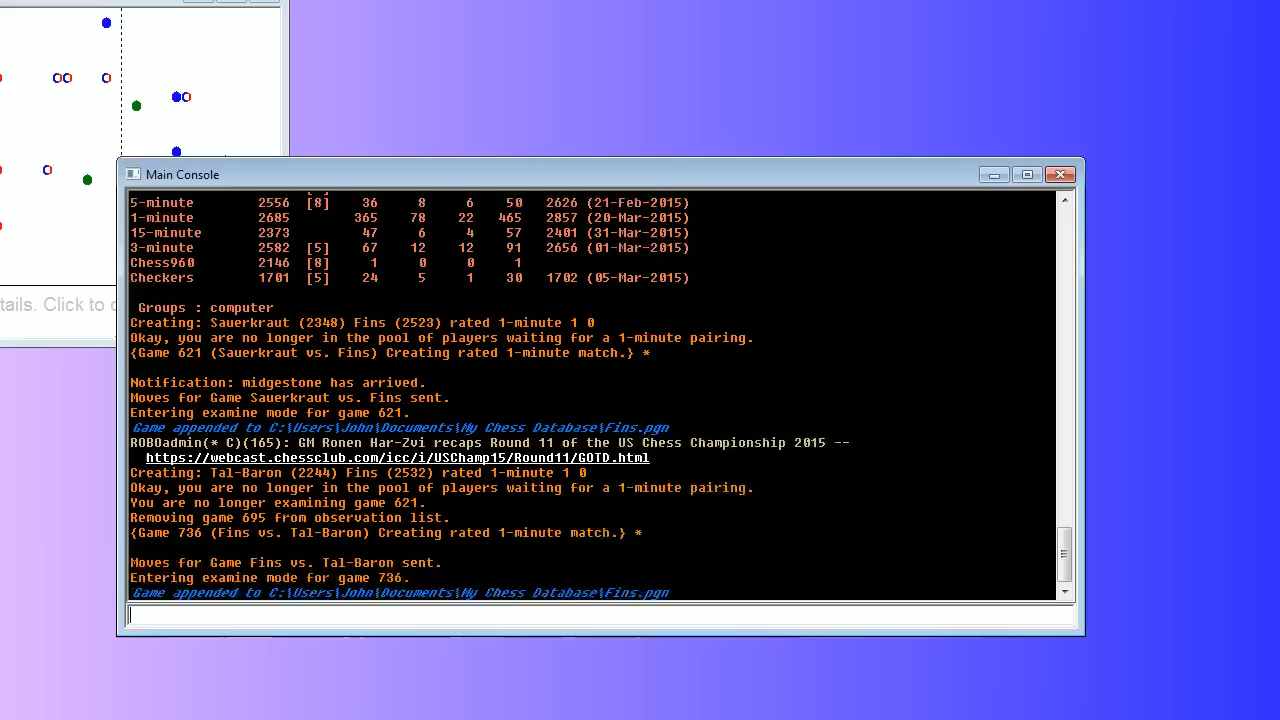 Main Console
5-minute 2556 [8] 36 8 6 50 2626 (21-Feb-2015)
1-minute 2685 365 78 22 465 2857 (20-Mar-2015)
15-minute 2373 47 6 4 57 2401 (31-Mar-2015)
3-minute 2582 [5] 67 12 12 91 2656 (01-Mar-2015)
Chess960 2146 [8] 1 0 0 1
Checkers 1701 [5] 24 5 1 30 1702 (05-Mar-2015)
Groups : computer
tails. Click to
Creating: Sauerkraut (2348) Fins (2523) rated 1-minute 1 0
Okay, you are no longer in the pool of players waiting for a 1-minute pairing.
{Game 621 (Sauerkraut vs. Fins) Creating rated 1-minute match.} *
Notification: midgestone has arrived.
Moves for Game Sauerkraut vs. Fins sent.
Entering examine mode for game 621.
Game appended to C:\Users\John\Documents\My Chess Database\Fins.pgn
ROBOadmin(* C)(165): GM Ronen Har-Zvi recaps Round 11 of the US Chess Championship 2015 --
https://webcast.chessclub.com/icc/i/USChamp15/Round11/GOTD.html
Creating: Tal-Baron (2244) Fins (2532) rated 1-minute 1 0
Okay, you are no longer in the pool of players waiting for a 1-minute pairing.
You are no longer examining game 621.
Removing game 695 from observation list.
{Game 736 (Fins vs. Tal-Baron) Creating rated 1-minute match.} *
Moves for Game Fins vs. Tal-Baron sent.
Entering examine mode for game 736.
Game appended to C:\Users\John\Documents\My Chess Database\Fins.pgn